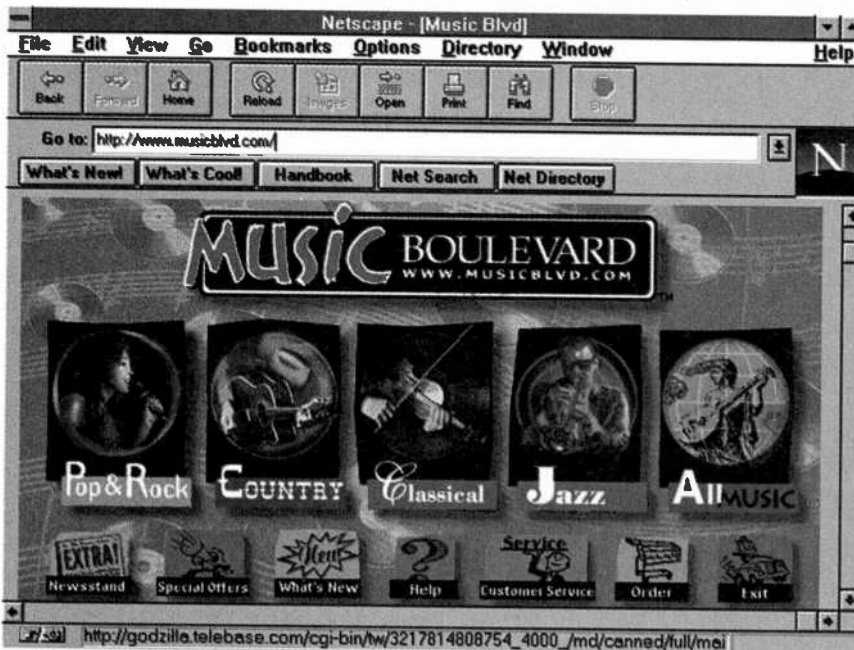 Netscape - [Music Blvd]
File Edit View Go Bookmarks Options Directory Window Help
Back Forward Home Reload Images Open Print Find Stop
Go to: http://www.musicblvd.com/
N
What's New! What's Cool! Handbook Net Search Net Directory
MUSIC BOULEVARD
WWW.MUSICBLVD.COM
TM
Pop & Rock COUNTRY Classical Jazz All MUSIC
EXTRA! New ? Service
Newsstand Special Offers What's New Help Customer Service Order Exit
http://godzilla.telebase.com/cgi-bin/tw/3217814808754_4000_/md/canned/full/mai